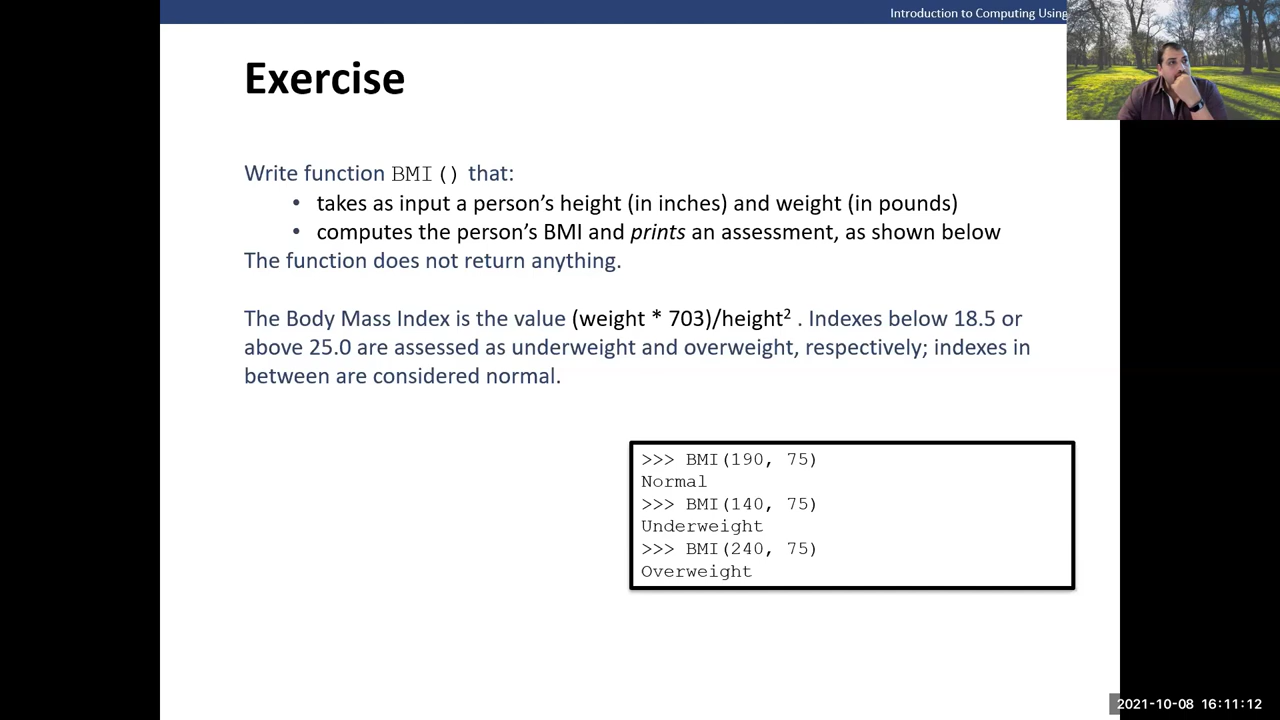 Introduction to Computing Using
Exercise
Write function BMI() that:
• takes as input a person’s height (in inches) and weight (in pounds)
• computes the person’s BMI and prints an assessment, as shown below
The function does not return anything.
The Body Mass Index is the value (weight * 703)/height² . Indexes below 18.5 or
above 25.0 are assessed as underweight and overweight, respectively; indexes in
between are considered normal.
>>> BMI(190, 75)
Normal
>>> BMI(140, 75)
Underweight
>>> BMI(240, 75)
Overweight
2021-10-08 16:11:12